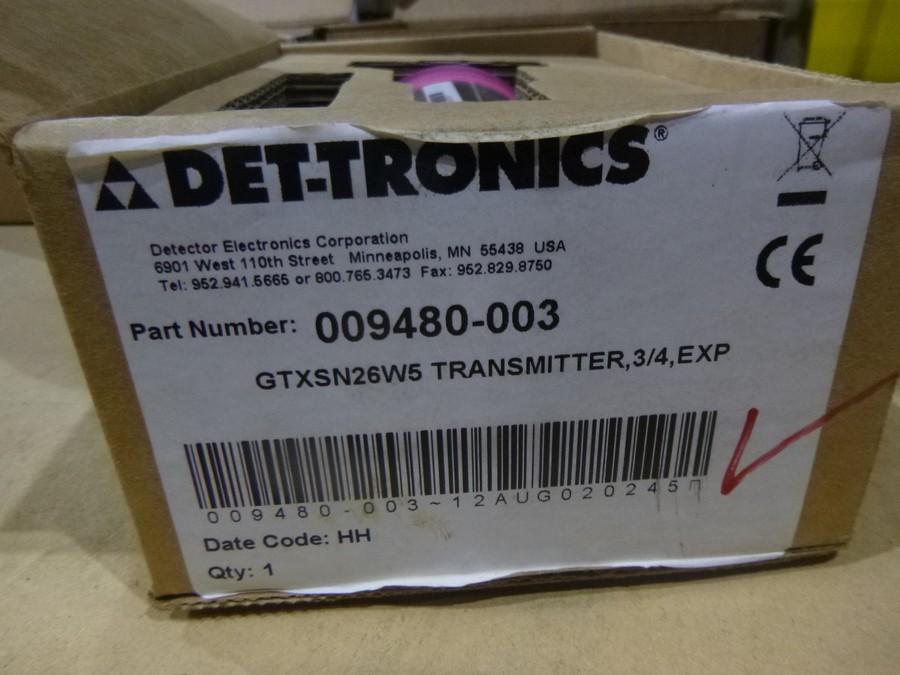 DET-TRONICS®
Detector Electronics Corporation
6901 West 110th Street Minneapolis, MN 55438 USA
Tel: 952.941.5665 or 800.765.3473 Fax: 952.829.8750
CE
Part Number: 009480-003
GTXSN26W5 TRANSMITTER,3/4,EXP
009480-003~12AUG020245
Date Code: HH
Qty: 1